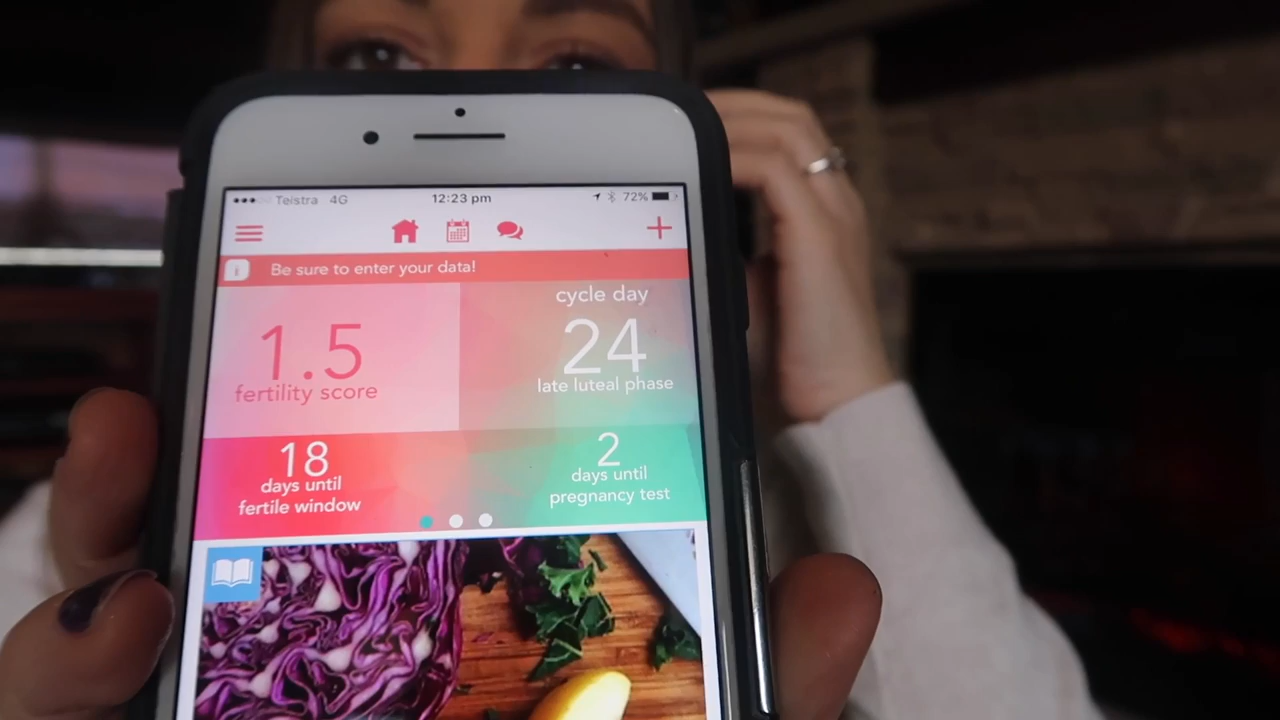 Telstra 4G 12:23 pm 72%
Be sure to enter your data!
1.5
fertility score
cycle day
24
late luteal phase
18
days until
fertile window
2
days until
pregnancy test